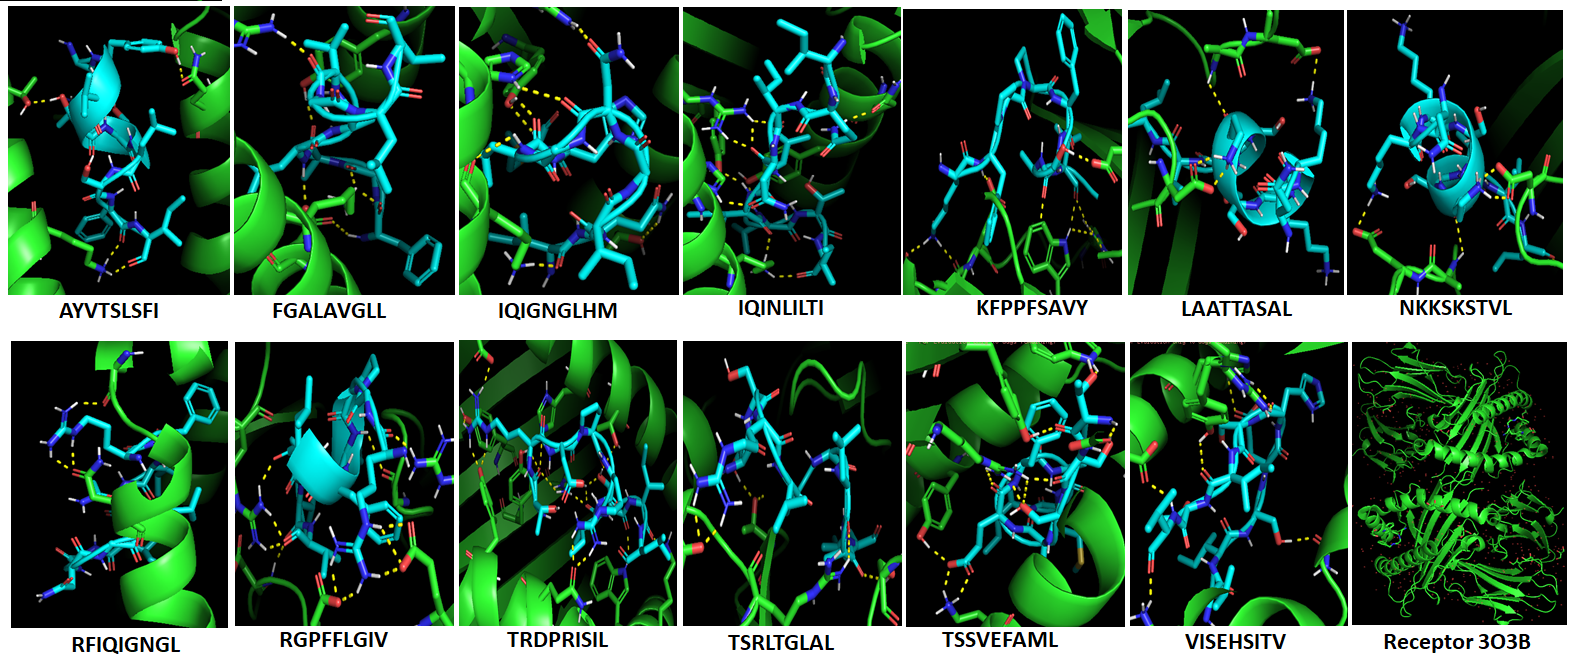 AYVTSLSFI
FGALAVGLL
IQIGNGLHM
IQINLILTI
KFPPFSAVY
LAATTASAL
NKKSKSTVL
RFIQIGNGL
RGPFFLGIV
TRDPRISIL
TSRLTGLAL
TSSVEFAML
VISEHSITV
Receptor 3O3B